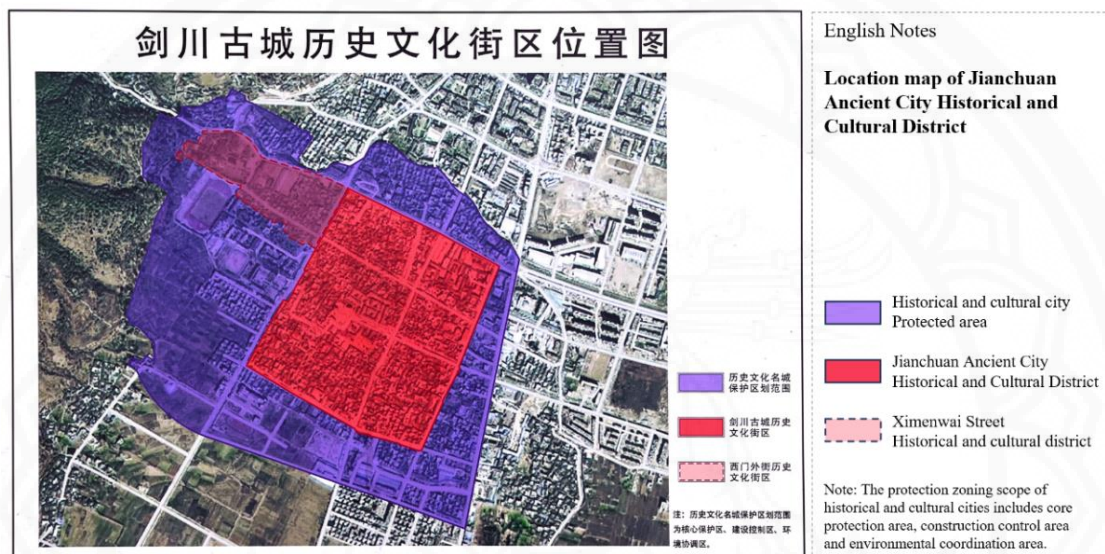 剑川古城历史文化街区位置图
历史文化名城
保护区划范围
剑川古城历史
文化街区
西门外街历史
文化街区
注：历史文化名城保护区划范围
为核心保护区、建设控制区、环
境协调区。
English Notes
Location map of Jianchuan
Ancient City Historical and
Cultural District
Historical and cultural city
Protected area
Jianchuan Ancient City
Historical and Cultural District
Ximenwai Street
Historical and cultural district
Note: The protection zoning scope of
historical and cultural cities includes core
protection area, construction control area
and environmental coordination area.